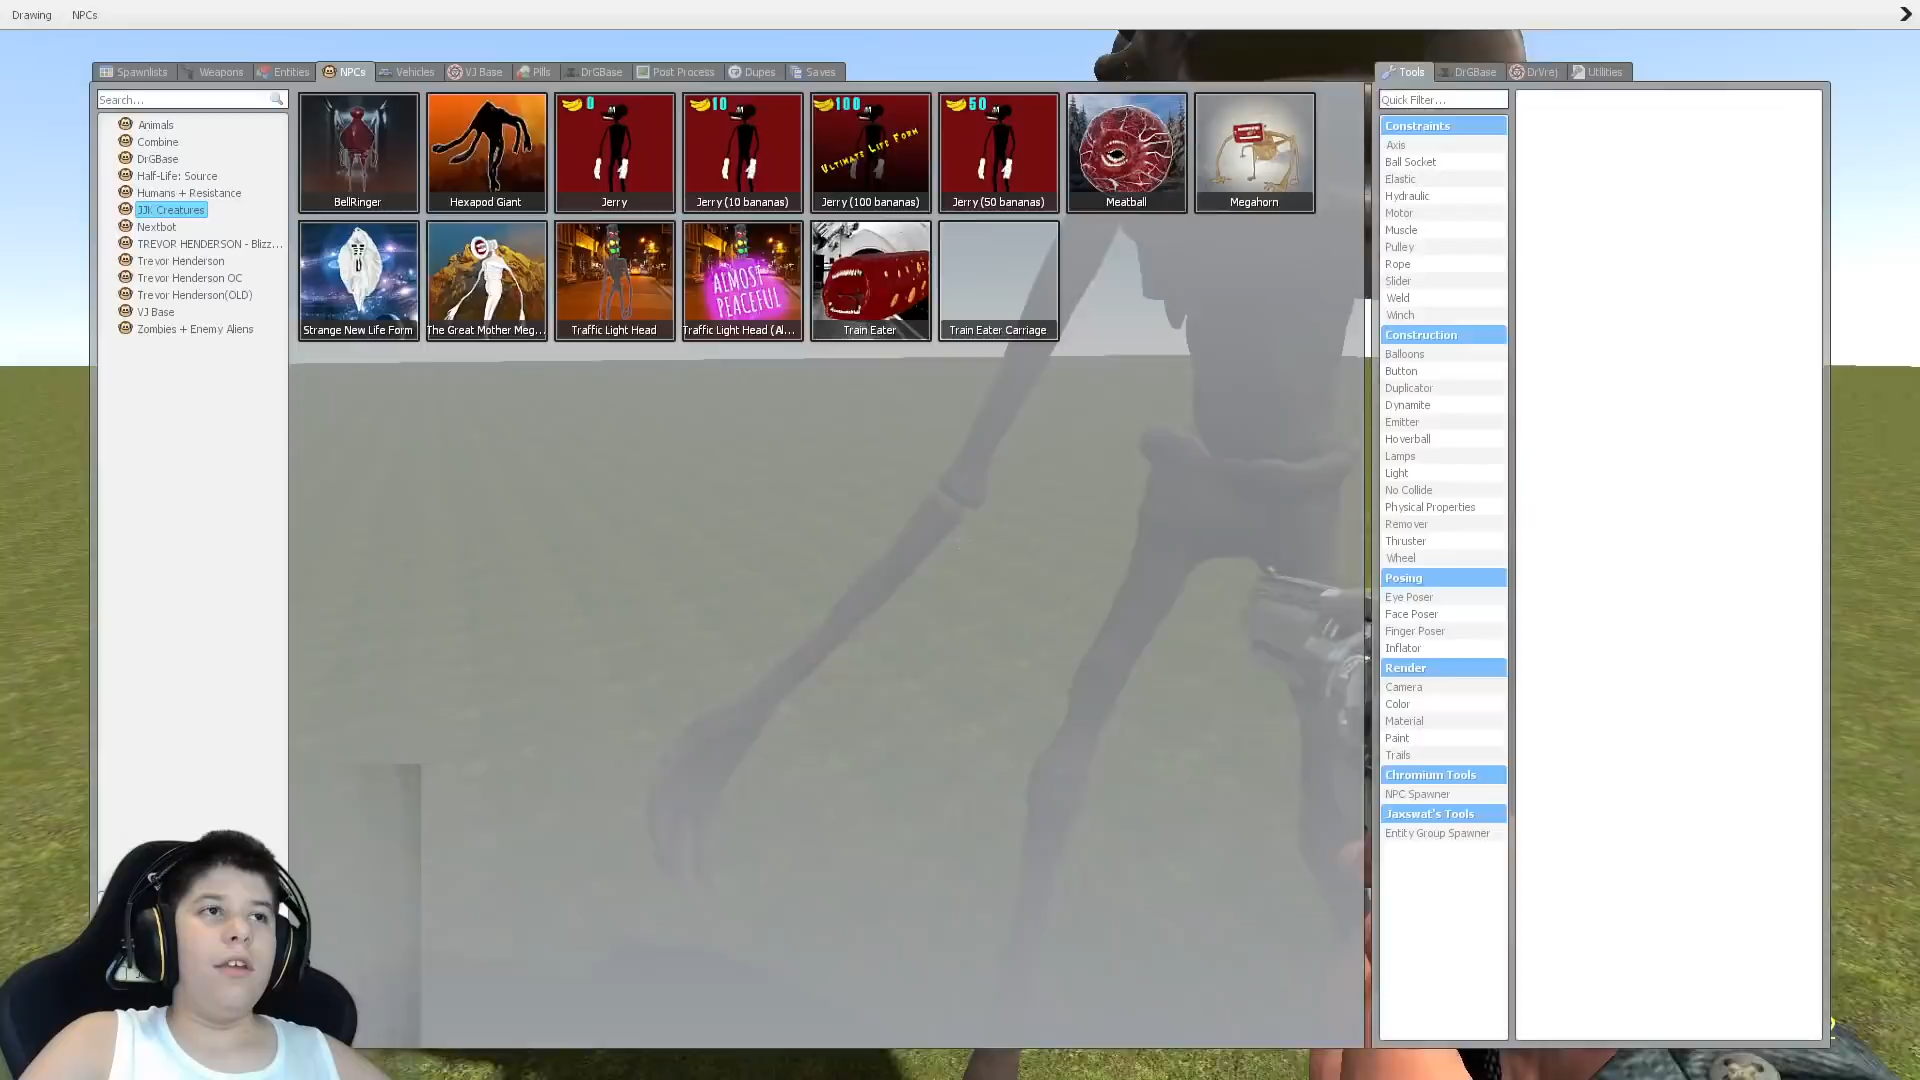 Drawing NPCs
Spawnlists Weapons Entities NPCs Vehicles VJ Base Pills DrGBase Post Process Dupes Saves
Tools DrGBase DrVrej Utilities
Search...
Animals
Combine
DrGBase
Half-Life: Source
Humans + Resistance
JJK Creatures
Nextbot
TREVOR HENDERSON - Blizz...
Trevor Henderson
Trevor Henderson OC
Trevor Henderson(OLD)
VJ Base
Zombies + Enemy Aliens
0 10 100 50
ULTIMATE LIFE FORM
BellRinger Hexapod Giant Jerry Jerry (10 bananas) Jerry (100 bananas) Jerry (50 bananas) Meatball Megahorn
ALMOST
PEACEFUL
Strange New Life Form The Great Mother Meg... Traffic Light Head Traffic Light Head (Al... Train Eater Train Eater Carriage
Quick Filter...
Constraints
Axis
Ball Socket
Elastic
Hydraulic
Motor
Muscle
Pulley
Rope
Slider
Weld
Winch
Construction
Balloons
Button
Duplicator
Dynamite
Emitter
Hoverball
Lamps
Light
No Collide
Physical Properties
Remover
Thruster
Wheel
Posing
Eye Poser
Face Poser
Finger Poser
Inflator
Render
Camera
Color
Material
Paint
Trails
Chromium Tools
NPC Spawner
Jaxswat's Tools
Entity Group Spawner